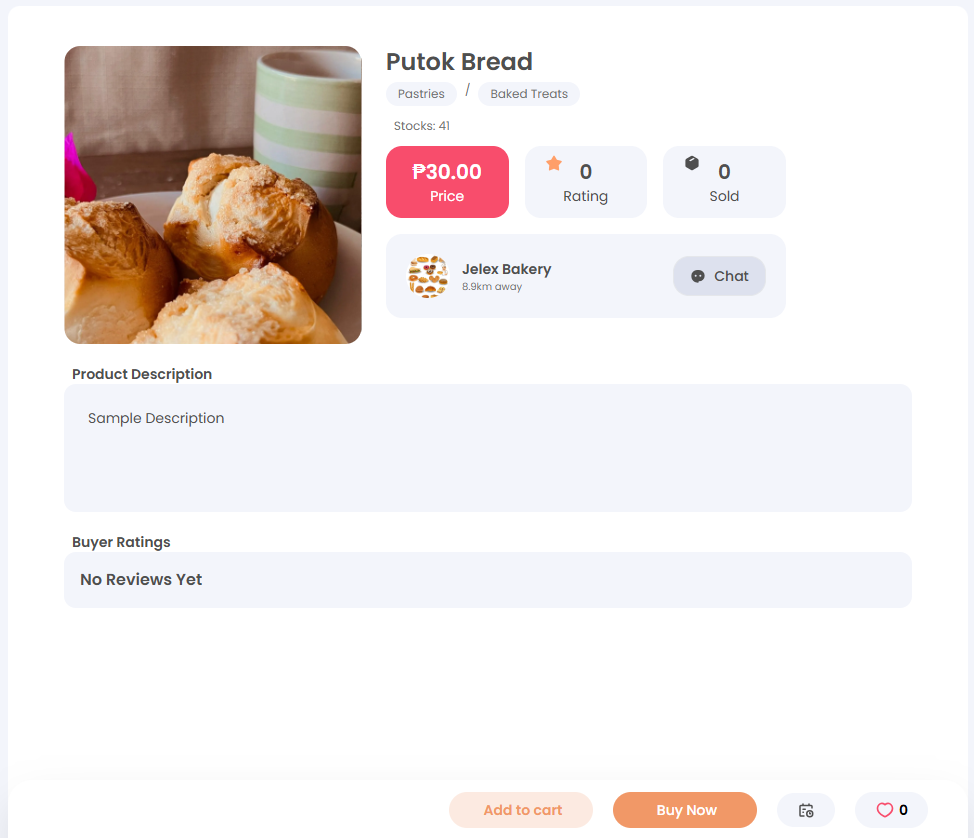 Putok Bread
Pastries / Baked Treats
Stocks: 41
₱30.00
Price
0
Rating
0
Sold
Jelex Bakery
8.9km away
Chat
Product Description
Sample Description
Buyer Ratings
No Reviews Yet
Add to cart
Buy Now
0